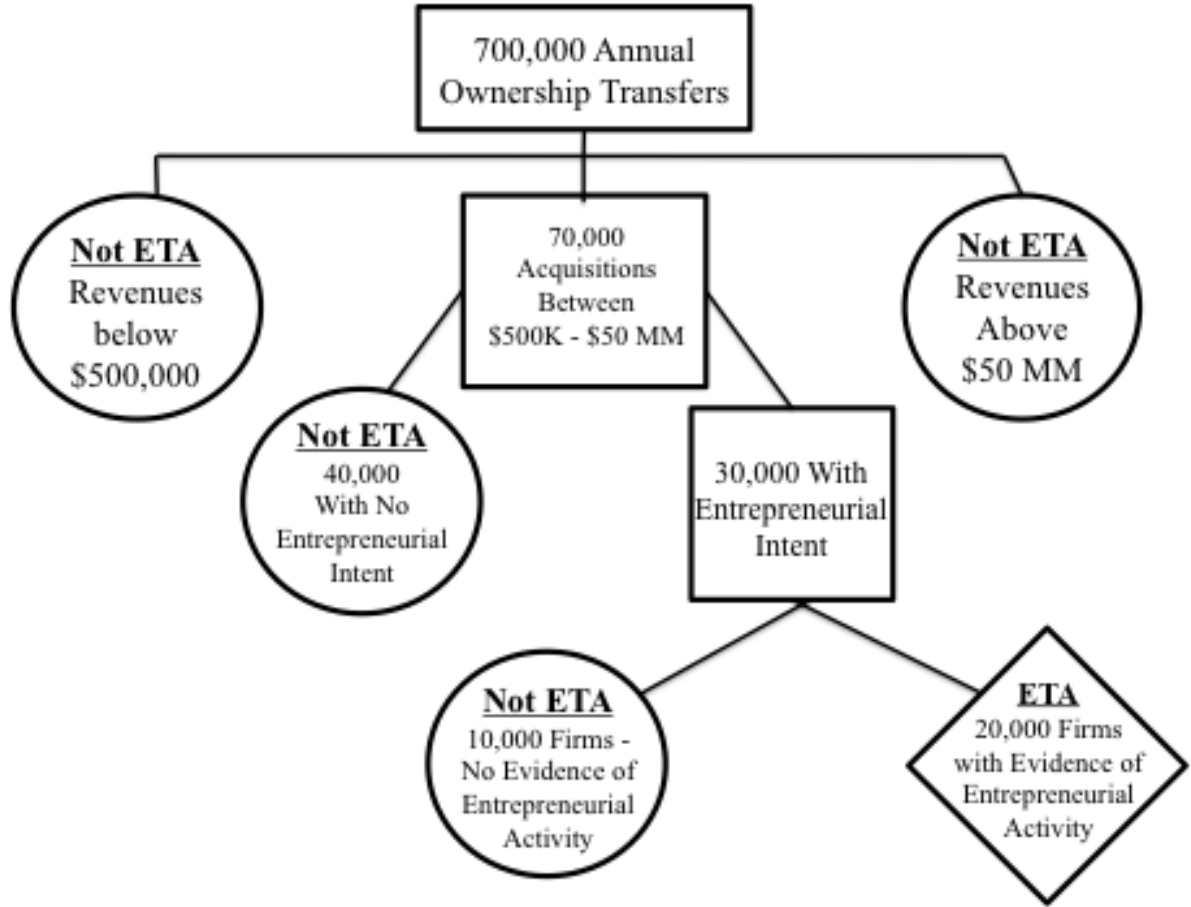 700,000 Annual
Ownership Transfers
Not ETA
Revenues
below
$500,000
70,000
Acquisitions
Between
$500K - $50 MM
Not ETA
Revenues
Above
$50 MM
Not ETA
40,000
With No
Entrepreneurial
Intent
30,000 With
Entrepreneurial
Intent
Not ETA
10,000 Firms -
No Evidence of
Entrepreneurial
Activity
ETA
20,000 Firms
with Evidence of
Entrepreneurial
Activity